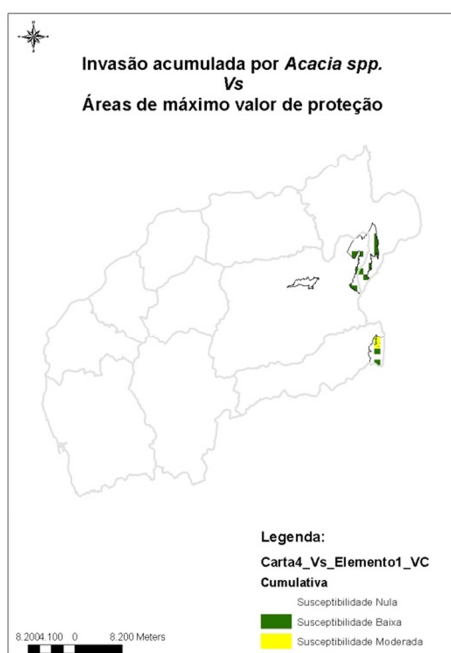 Invasão acumulada por Acacia spp.
Vs
Áreas de máximo valor de proteção
Legenda:
Carta4_Vs_Elemento1_VC
Cumulativa
Susceptibilidade Nula
Susceptibilidade Baixa
Susceptibilidade Moderada
8.2004.100 0 8.200 Meters